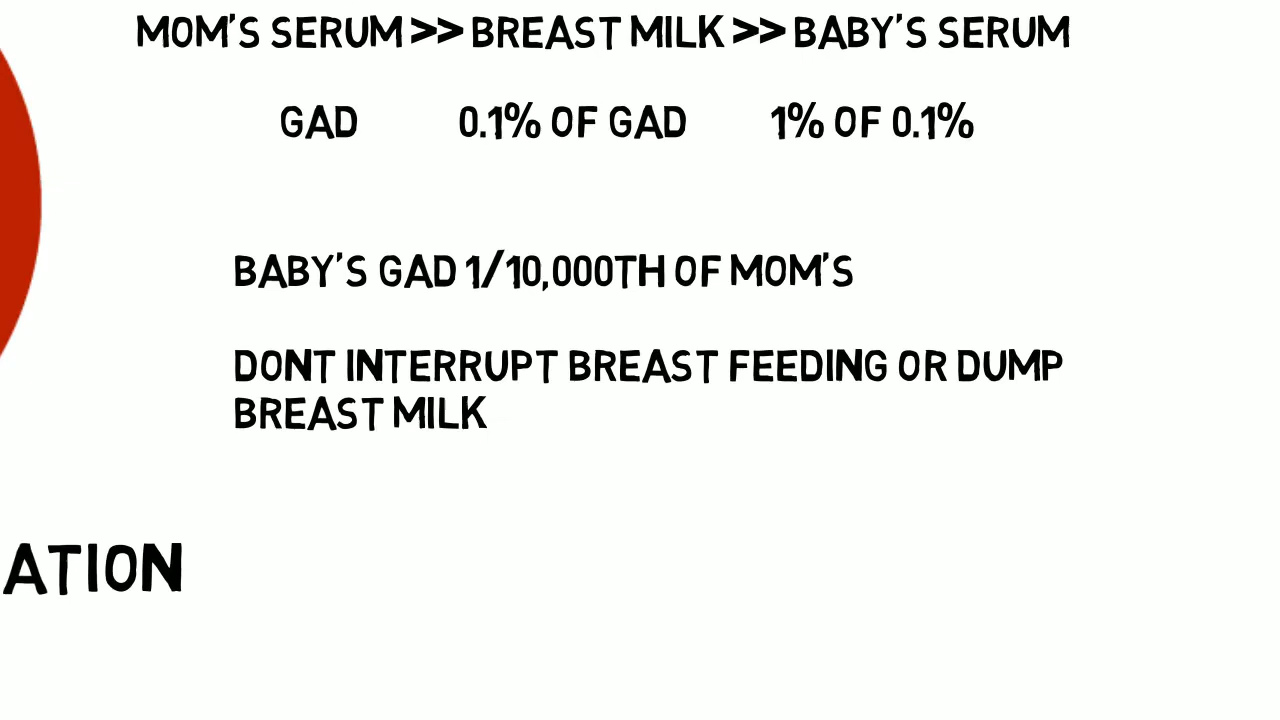 MOM'S SERUM >> BREAST MILK >> BABY'S SERUM
GAD 0.1% OF GAD 1% OF 0.1%
BABY'S GAD 1/10,000TH OF MOM'S
DONT INTERRUPT BREAST FEEDING OR DUMP
BREAST MILK
ATION